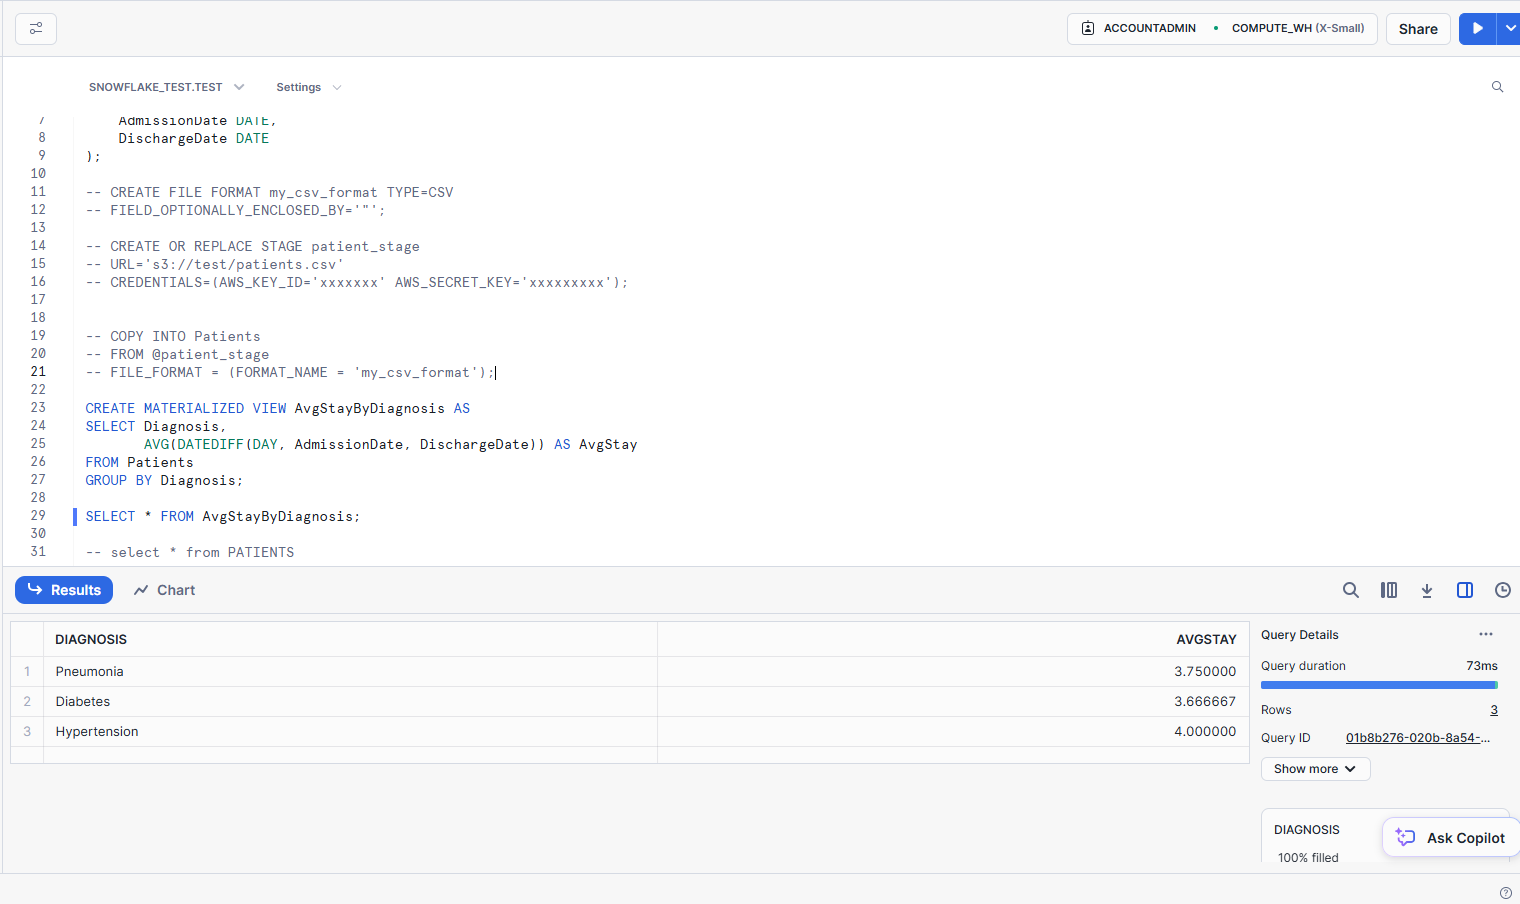 ACCOUNTADMIN • COMPUTE_WH (X-Small)
Share
SNOWFLAKE_TEST.TEST
Settings
7 AdmissionDate DATE,
8 DischargeDate DATE
9 );
10
11 -- CREATE FILE FORMAT my_csv_format TYPE=CSV
12 -- FIELD_OPTIONALLY_ENCLOSED_BY='"';
13
14 -- CREATE OR REPLACE STAGE patient_stage
15 -- URL='s3://test/patients.csv'
16 -- CREDENTIALS=(AWS_KEY_ID='xxxxxxx' AWS_SECRET_KEY='xxxxxxxxx');
17
18
19 -- COPY INTO Patients
20 -- FROM @patient_stage
21 -- FILE_FORMAT = (FORMAT_NAME = 'my_csv_format');
22
23 CREATE MATERIALIZED VIEW AvgStayByDiagnosis AS
24 SELECT Diagnosis,
25 AVG(DATEDIFF(DAY, AdmissionDate, DischargeDate)) AS AvgStay
26 FROM Patients
27 GROUP BY Diagnosis;
28
29 SELECT * FROM AvgStayByDiagnosis;
30
31 -- select * from PATIENTS
Results
Chart
DIAGNOSIS AVGSTAY
1 Pneumonia 3.750000
2 Diabetes 3.666667
3 Hypertension 4.000000
Query Details
Query duration 73ms
Rows 3
Query ID 01b8b276-020b-8a54-...
Show more
DIAGNOSIS
100% filled
Ask Copilot